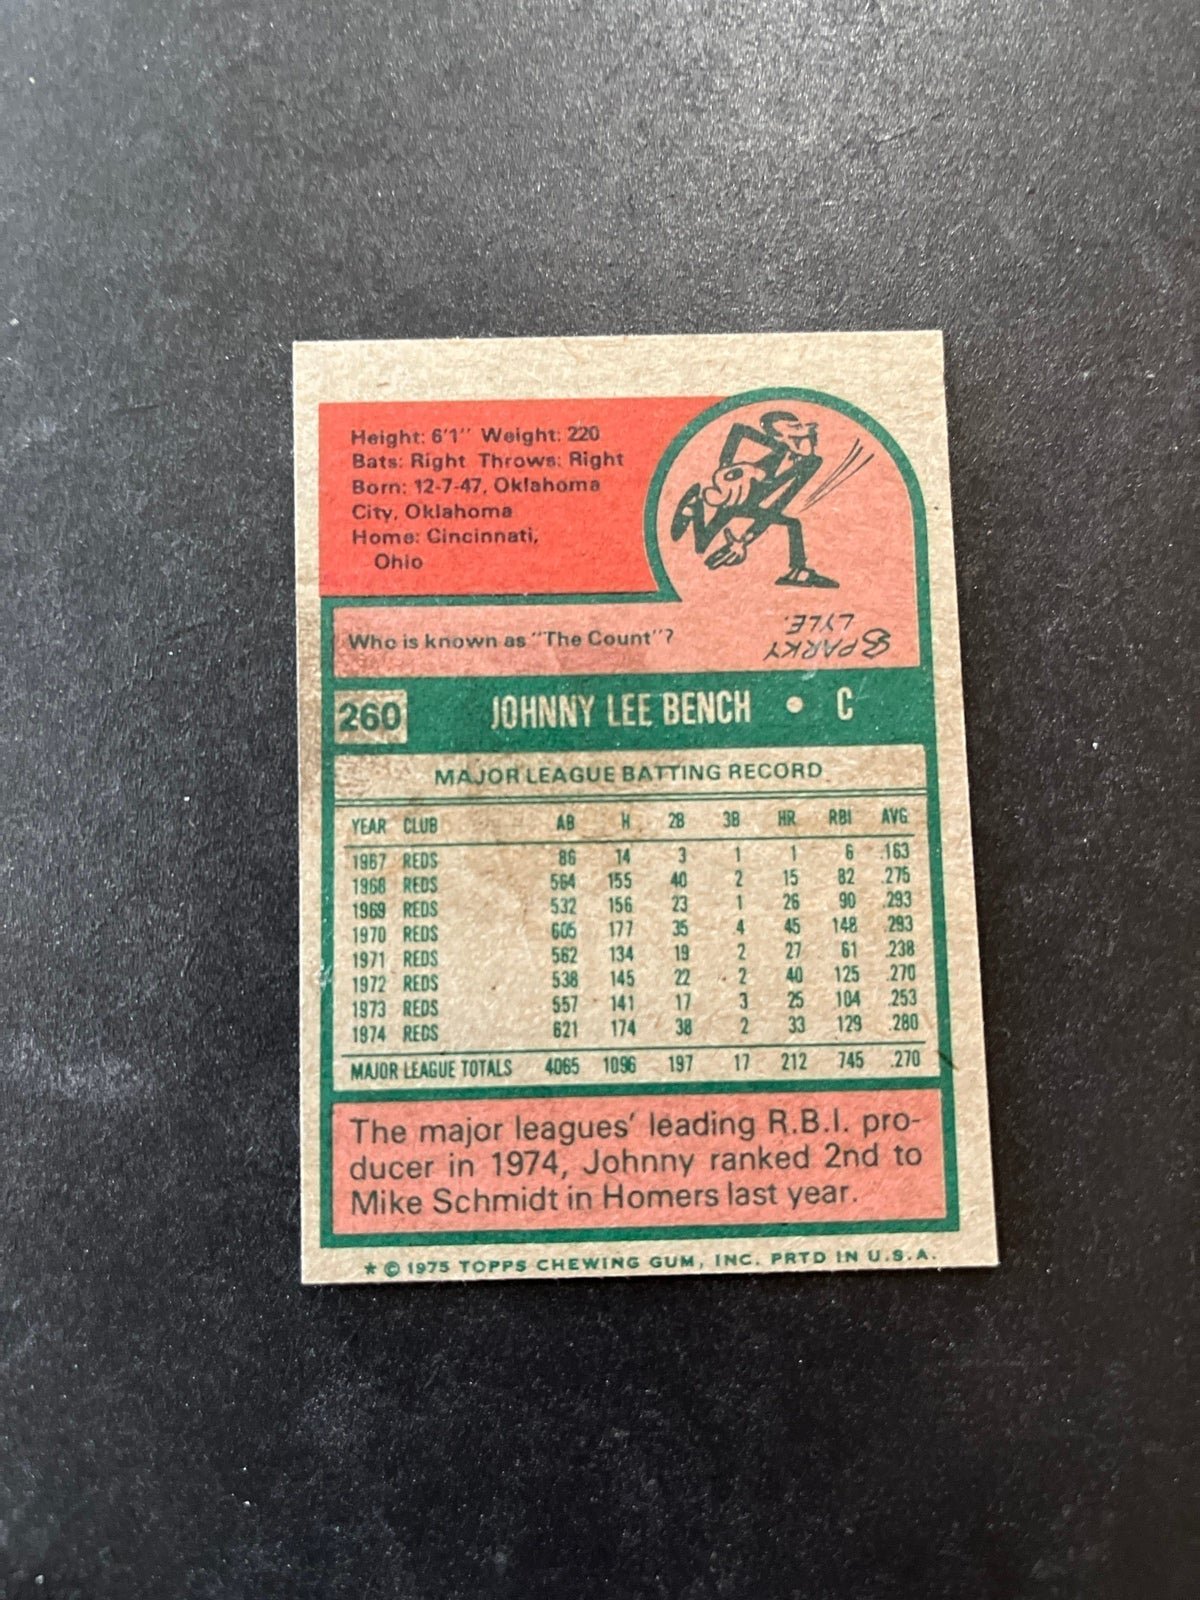 Height: 6'1" Weight: 220
Bats: Right Throws: Right
Born: 12-7-47, Oklahoma
City, Oklahoma
Home: Cincinnati,
Ohio
Who is known as "The Count"?
SPARKY
LYLE.
260 JOHNNY LEE BENCH • C
MAJOR LEAGUE BATTING RECORD
YEAR CLUB AB H 2B 3B HR RBI AVG
1967 REDS 86 14 3 1 1 6 .163
1968 REDS 564 155 40 2 15 82 .275
1969 REDS 532 156 23 1 26 90 .293
1970 REDS 605 177 35 4 45 148 .293
1971 REDS 562 134 19 2 27 61 .238
1972 REDS 538 145 22 2 40 125 .270
1973 REDS 557 141 17 3 25 104 .253
1974 REDS 621 174 38 2 33 129 .280
MAJOR LEAGUE TOTALS 4065 1096 197 17 212 745 .270
The major leagues' leading R.B.I. pro-
ducer in 1974, Johnny ranked 2nd to
Mike Schmidt in Homers last year.
★ © 1975 TOPPS CHEWING GUM, INC. PRTD IN U.S.A.